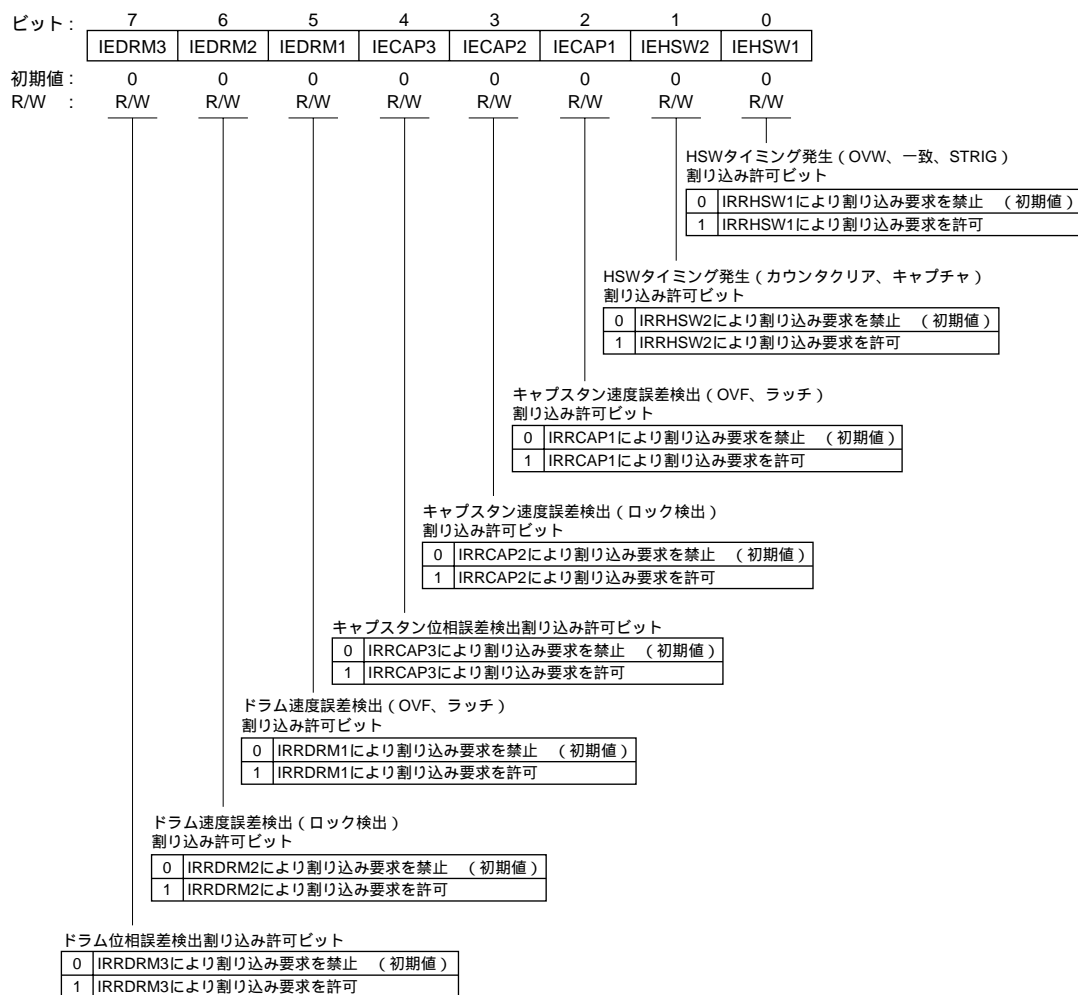 ビット： 7 6 5 4 3 2 1 0
IEDRM3 IEDRM2 IEDRM1 IECAP3 IECAP2 IECAP1 IEHSW2 IEHSW1
初期値： 0 0 0 0 0 0 0 0
R/W ： R/W R/W R/W R/W R/W R/W R/W R/W
HSWタイミング発生（OVW、一致、STRIG）
割り込み許可ビット
0 IRRHSW1により割り込み要求を禁止 （初期値）
1 IRRHSW1により割り込み要求を許可
HSWタイミング発生（カウンタクリア、キャプチャ）
割り込み許可ビット
0 IRRHSW2により割り込み要求を禁止 （初期値）
1 IRRHSW2により割り込み要求を許可
キャプスタン速度誤差検出（OVF、ラッチ）
割り込み許可ビット
0 IRRCAP1により割り込み要求を禁止 （初期値）
1 IRRCAP1により割り込み要求を許可
キャプスタン速度誤差検出（ロック検出）
割り込み許可ビット
0 IRRCAP2により割り込み要求を禁止 （初期値）
1 IRRCAP2により割り込み要求を許可
キャプスタン位相誤差検出割り込み許可ビット
0 IRRCAP3により割り込み要求を禁止 （初期値）
1 IRRCAP3により割り込み要求を許可
ドラム速度誤差検出（OVF、ラッチ）
割り込み許可ビット
0 IRRDRM1により割り込み要求を禁止 （初期値）
1 IRRDRM1により割り込み要求を許可
ドラム速度誤差検出（ロック検出）
割り込み許可ビット
0 IRRDRM2により割り込み要求を禁止 （初期値）
1 IRRDRM2により割り込み要求を許可
ドラム位相誤差検出割り込み許可ビット
0 IRRDRM3により割り込み要求を禁止 （初期値）
1 IRRDRM3により割り込み要求を許可